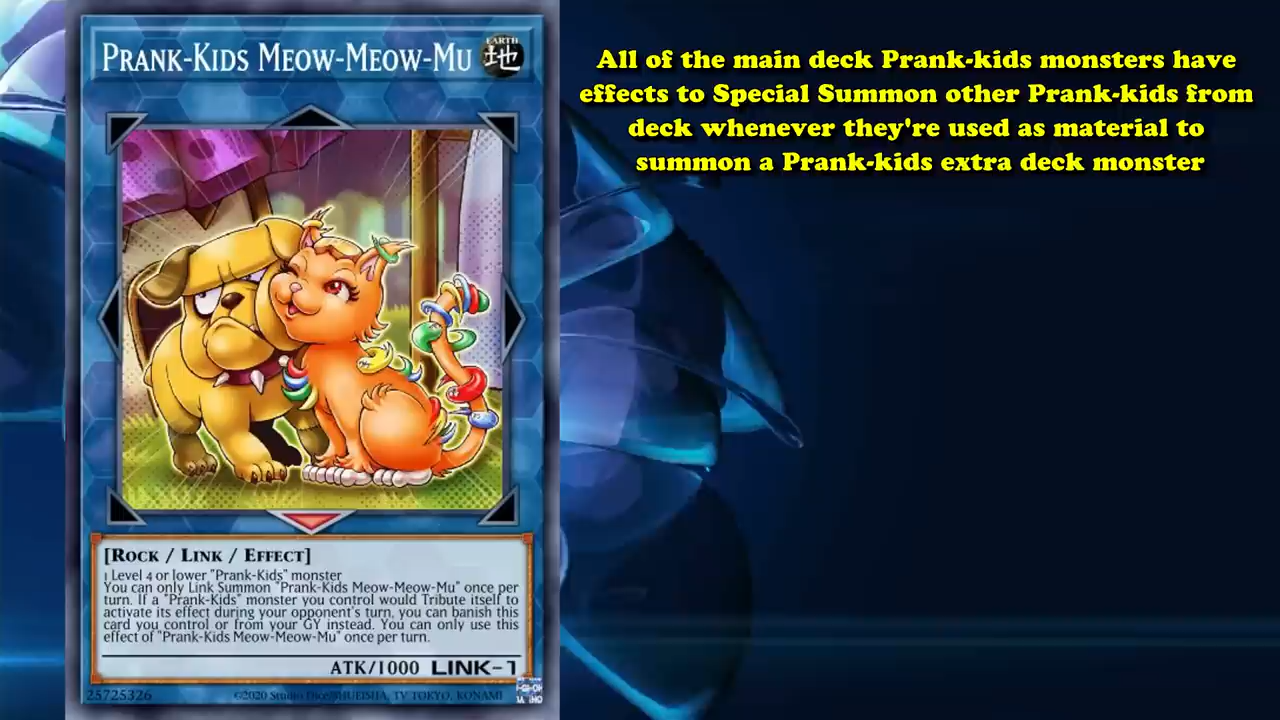 PRANK-KIDS MEOW-MEOW-MU
EARTH
地
[ROCK / LINK / EFFECT]
1 Level 4 or lower "Prank-Kids" monster
You can only Link Summon "Prank-Kids Meow-Meow-Mu" once per
turn. If a "Prank-Kids" monster you control would Tribute itself to
activate its effect during your opponent's turn, you can banish this
card you control or from your GY instead. You can only use this
effect of "Prank-Kids Meow-Meow-Mu" once per turn.
ATK/1000 LINK-1
25725326 ©2020 Studio Dice/SHUEISHA, TV TOKYO, KONAMI
All of the main deck Prank-kids monsters have
effects to Special Summon other Prank-kids from
deck whenever they're used as material to
summon a Prank-kids extra deck monster